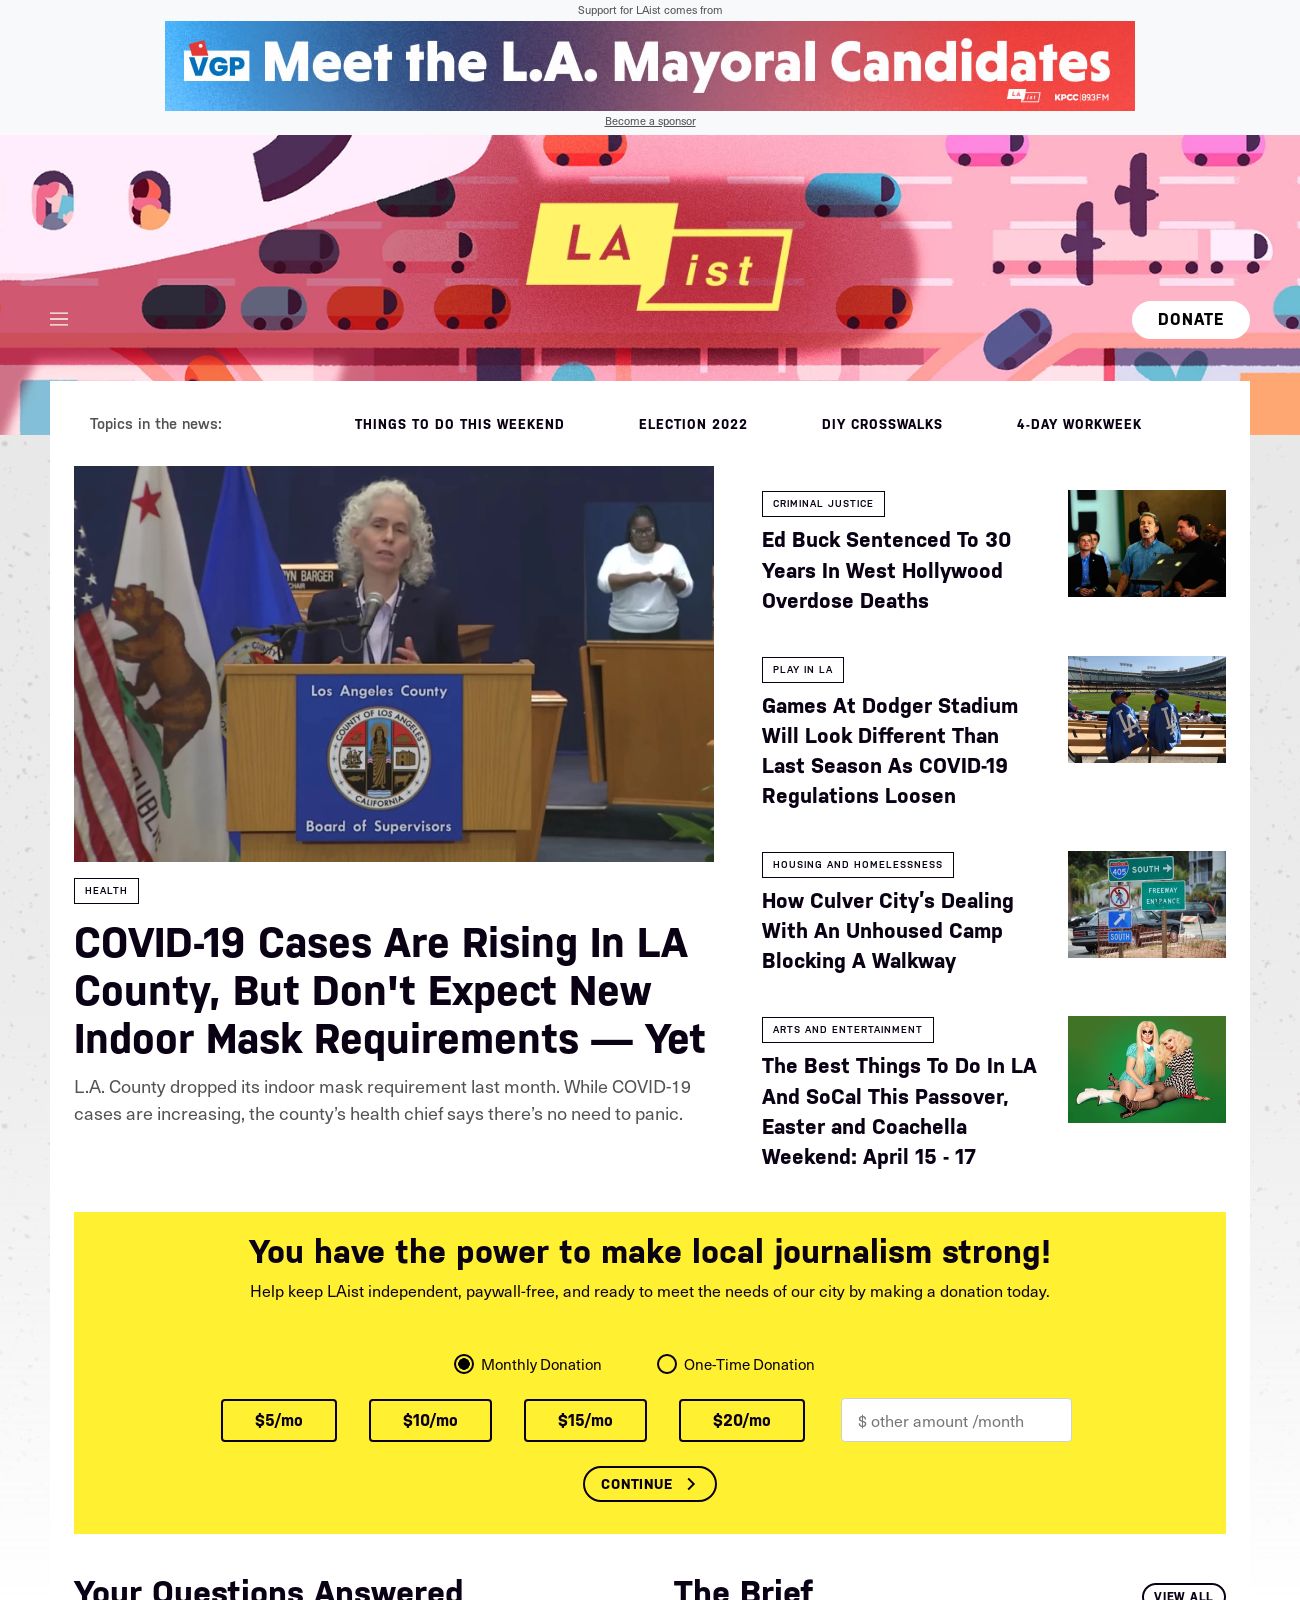 Support for LAist comes from
VGP Meet the L.A. Mayoral Candidates
LA ist KPCC 89.3FM
Become a sponsor
LA ist
DONATE
Topics in the news:
THINGS TO DO THIS WEEKEND
ELECTION 2022
DIY CROSSWALKS
4-DAY WORKWEEK
YN BARGER
CHAIR
Los Angeles County
COUNTY OF LOS ANGELES
CALIFORNIA
Board of Supervisors
HEALTH
COVID-19 Cases Are Rising In LA
County, But Don't Expect New
Indoor Mask Requirements — Yet
L.A. County dropped its indoor mask requirement last month. While COVID-19
cases are increasing, the county's health chief says there's no need to panic.
CRIMINAL JUSTICE
Ed Buck Sentenced To 30
Years In West Hollywood
Overdose Deaths
PLAY IN LA
Games At Dodger Stadium
Will Look Different Than
Last Season As COVID-19
Regulations Loosen
LA
LA
HOUSING AND HOMELESSNESS
How Culver City's Dealing
With An Unhoused Camp
Blocking A Walkway
405 SOUTH
FREEWAY
ENTRANCE
SOUTH
ARTS AND ENTERTAINMENT
The Best Things To Do In LA
And SoCal This Passover,
Easter and Coachella
Weekend: April 15 - 17
You have the power to make local journalism strong!
Help keep LAist independent, paywall-free, and ready to meet the needs of our city by making a donation today.
Monthly Donation
One-Time Donation
$5/mo
$10/mo
$15/mo
$20/mo
$ other amount /month
CONTINUE
Your Questions Answered
The Brief
VIEW ALL